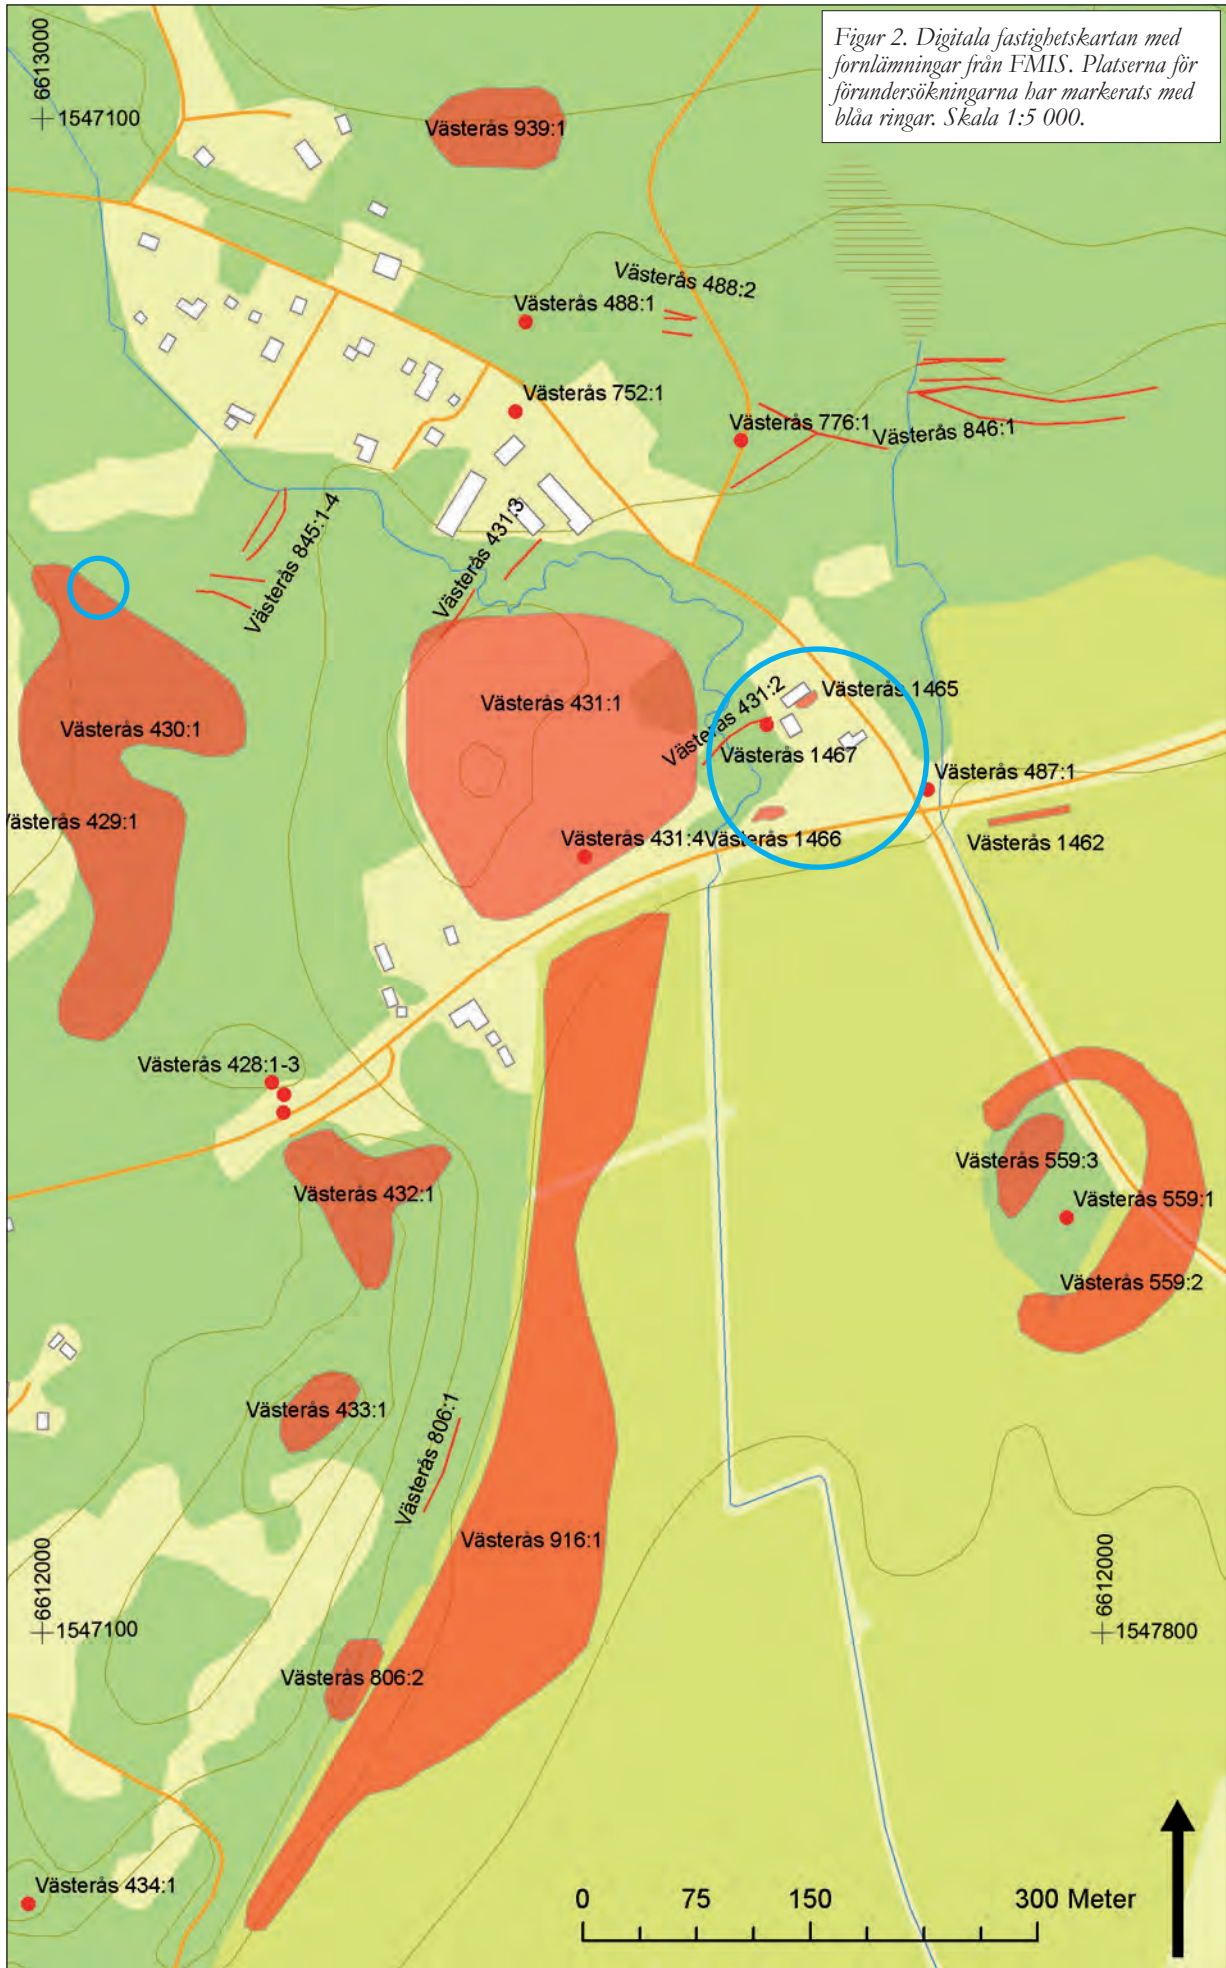 Figur 2. Digitala fastighetskartan med
fornlämningar från FMIS. Platserna för
förundersökningarna har markerats med
blåa ringar. Skala 1:5 000.
6613000
1547100
Västerås 939:1
Västerås 488:2
Västerås 488:1
Västerås 752:1
Västerås 776:1
Västerås 846:1
Västerås 845:1-4
Västerås 431:3
Västerås 431:2
Västerås 1465
Västerås 431:1
Västerås 430:1
Västerås 1467
Västerås 487:1
Västerås 429:1
Västerås 431:4
Västerås 1466
Västerås 1462
Västerås 428:1-3
Västerås 559:3
Västerås 432:1
Västerås 559:1
Västerås 559:2
Västerås 433:1
Västerås 806:1
Västerås 916:1
6612000
1547100
6612000
1547800
Västerås 806:2
Västerås 434:1
0 75 150 300 Meter